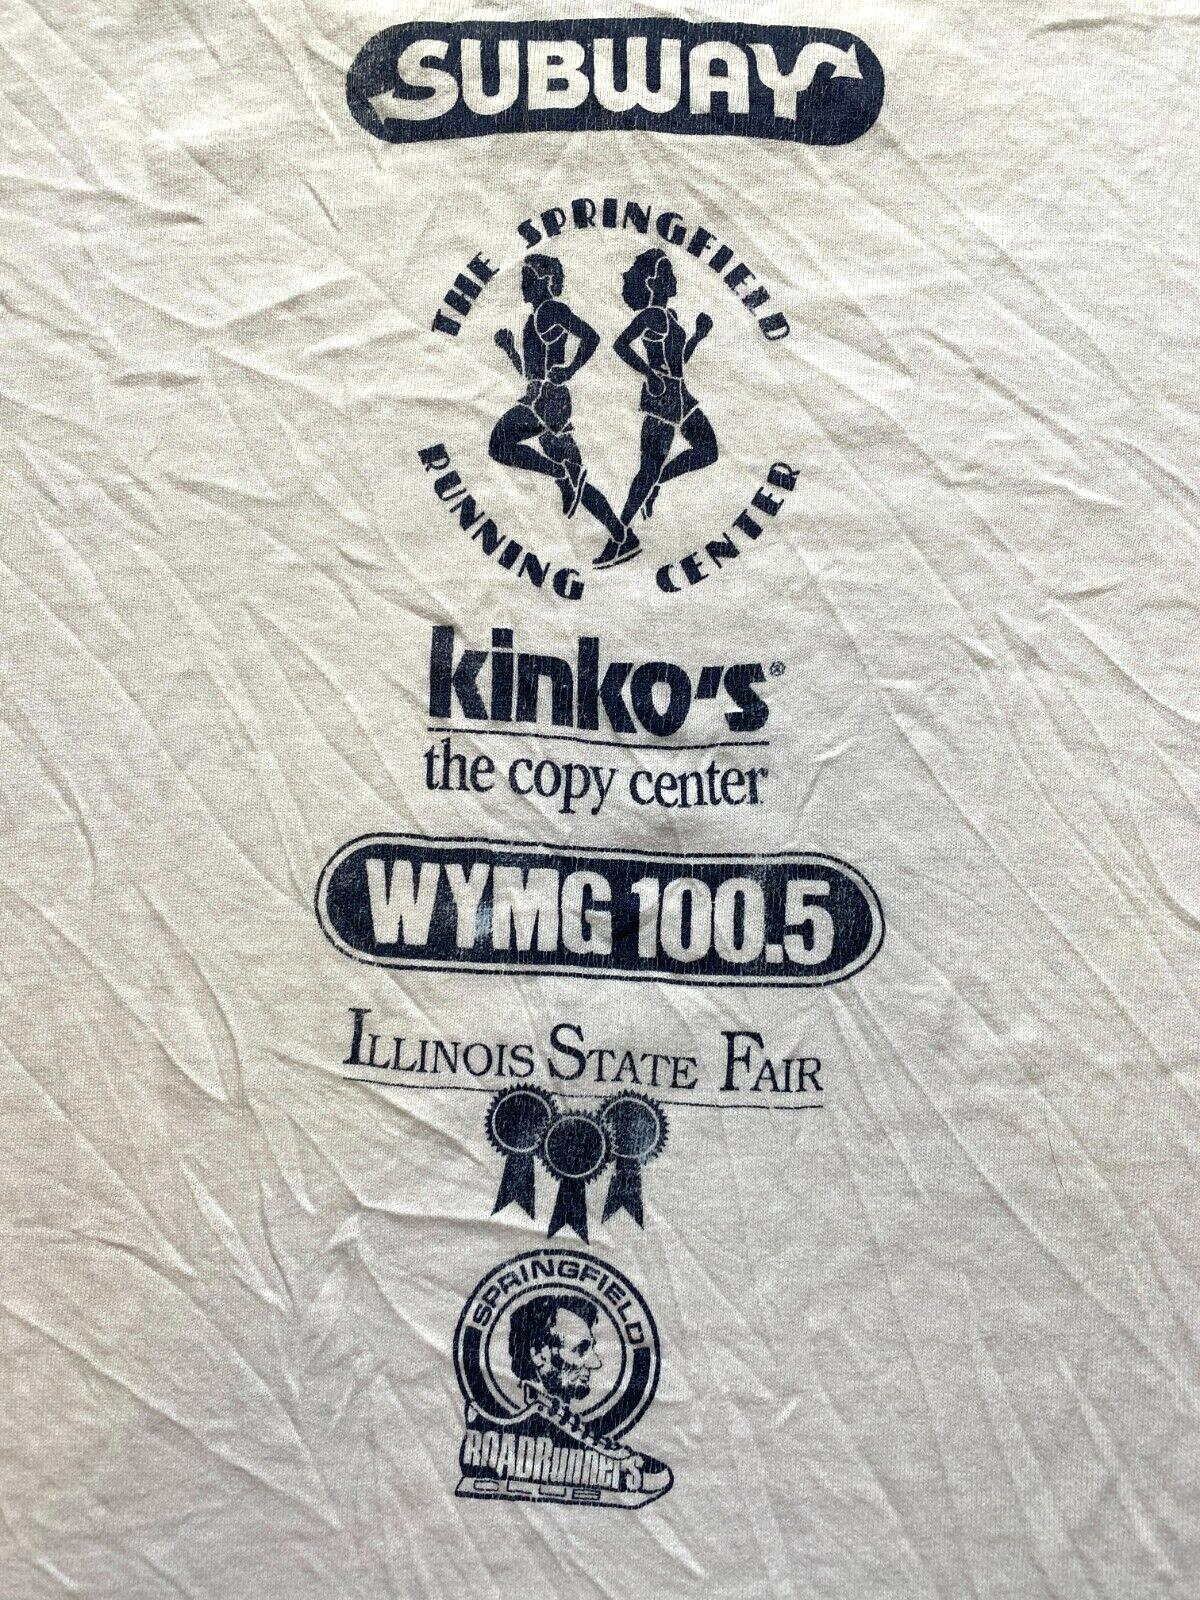 SUBWAY
THE SPRINGFIELD
RUNNING CENTER
kinko's®
the copy center
WYMG 100.5
ILLINOIS STATE FAIR
SPRINGFIELD
ROADRunneRS
CLUB